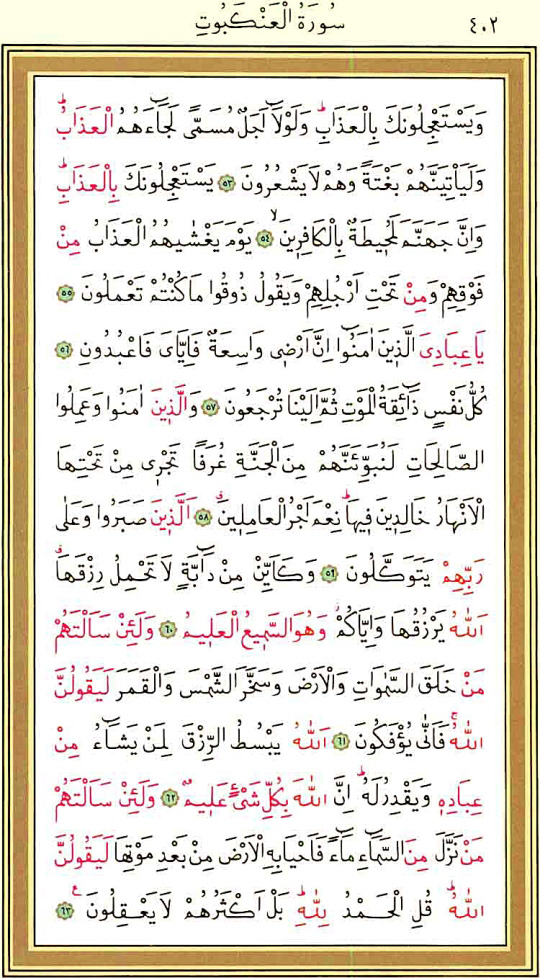 ٤٠٢ سُورَةُ الْعَنْكَبُوتِ
وَيَسْتَعْجِلُونَكَ بِالْعَذَابِۜ وَلَوْلَٓا اَجَلٌ مُسَمًّى لَجَٓاءَهُمُ الْعَذَابُۜ
وَلَيَأْتِيَنَّهُمْ بَغْتَةً وَهُمْ لَا يَشْعُرُونَ ﴿٥٣﴾ يَسْتَعْجِلُونَكَ بِالْعَذَابِۜ
وَاِنَّ جَهَنَّمَ لَمُح۪يطَةٌ بِالْكَافِر۪ينَۙ ﴿٥٤﴾ يَوْمَ يَغْشٰيهُمُ الْعَذَابُ مِنْ
فَوْقِهِمْ وَمِنْ تَحْتِ اَرْجُلِهِمْ وَيَقُولُ ذُوقُوا مَا كُنْتُمْ تَعْمَلُونَ ﴿٥٥﴾
يَا عِبَادِيَ الَّذ۪ينَ اٰمَنُٓوا اِنَّ اَرْض۪ي وَاسِعَةٌ فَاِيَّايَ فَاعْبُدُونِ ﴿٥٦﴾
كُلُّ نَفْسٍ ذَٓائِقَةُ الْمَوْتِ ثُمَّ اِلَيْنَا تُرْجَعُونَ ﴿٥٧﴾ وَالَّذ۪ينَ اٰمَنُوا وَعَمِلُوا
الصَّالِحَاتِ لَنُبَوِّئَنَّهُمْ مِنَ الْجَنَّةِ غُرَفًا تَجْر۪ي مِنْ تَحْتِهَا
الْاَنْهَارُ خَالِد۪ينَ ف۪يهَاۜ نِعْمَ اَجْرُ الْعَامِل۪ينَۗ ﴿٥٨﴾ اَلَّذ۪ينَ صَبَرُوا وَعَلٰى
رَبِّهِمْ يَتَوَكَّلُونَ ﴿٥٩﴾ وَكَاَيِّنْ مِنْ دَٓابَّةٍ لَا تَحْمِلُ رِزْقَهَاۗ
اَللّٰهُ يَرْزُقُهَا وَاِيَّاكُمْۘ وَهُوَ السَّم۪يعُ الْعَل۪يمُ ﴿٦٠﴾ وَلَئِنْ سَاَلْتَهُمْ
مَنْ خَلَقَ السَّمٰوَاتِ وَالْاَرْضَ وَسَخَّرَ الشَّمْسَ وَالْقَمَرَ لَيَقُولُنَّ
اللّٰهُۚ فَاَنّٰى يُؤْفَكُونَ ﴿٦١﴾ اَللّٰهُ يَبْسُطُ الرِّزْقَ لِمَنْ يَشَٓاءُ مِنْ
عِبَادِه۪ وَيَقْدِرُ لَهُۜ اِنَّ اللّٰهَ بِكُلِّ شَيْءٍ عَل۪يمٌ ﴿٦٢﴾ وَلَئِنْ سَاَلْتَهُمْ
مَنْ نَزَّلَ مِنَ السَّمَٓاءِ مَٓاءً فَاَحْيَا بِهِ الْاَرْضَ مِنْ بَعْدِ مَوْتِهَا لَيَقُولُنَّ
اللّٰهُۜ قُلِ الْحَمْدُ لِلّٰهِۜ بَلْ اَكْثَرُهُمْ لَا يَعْقِلُونَ۟ ﴿٦٣﴾